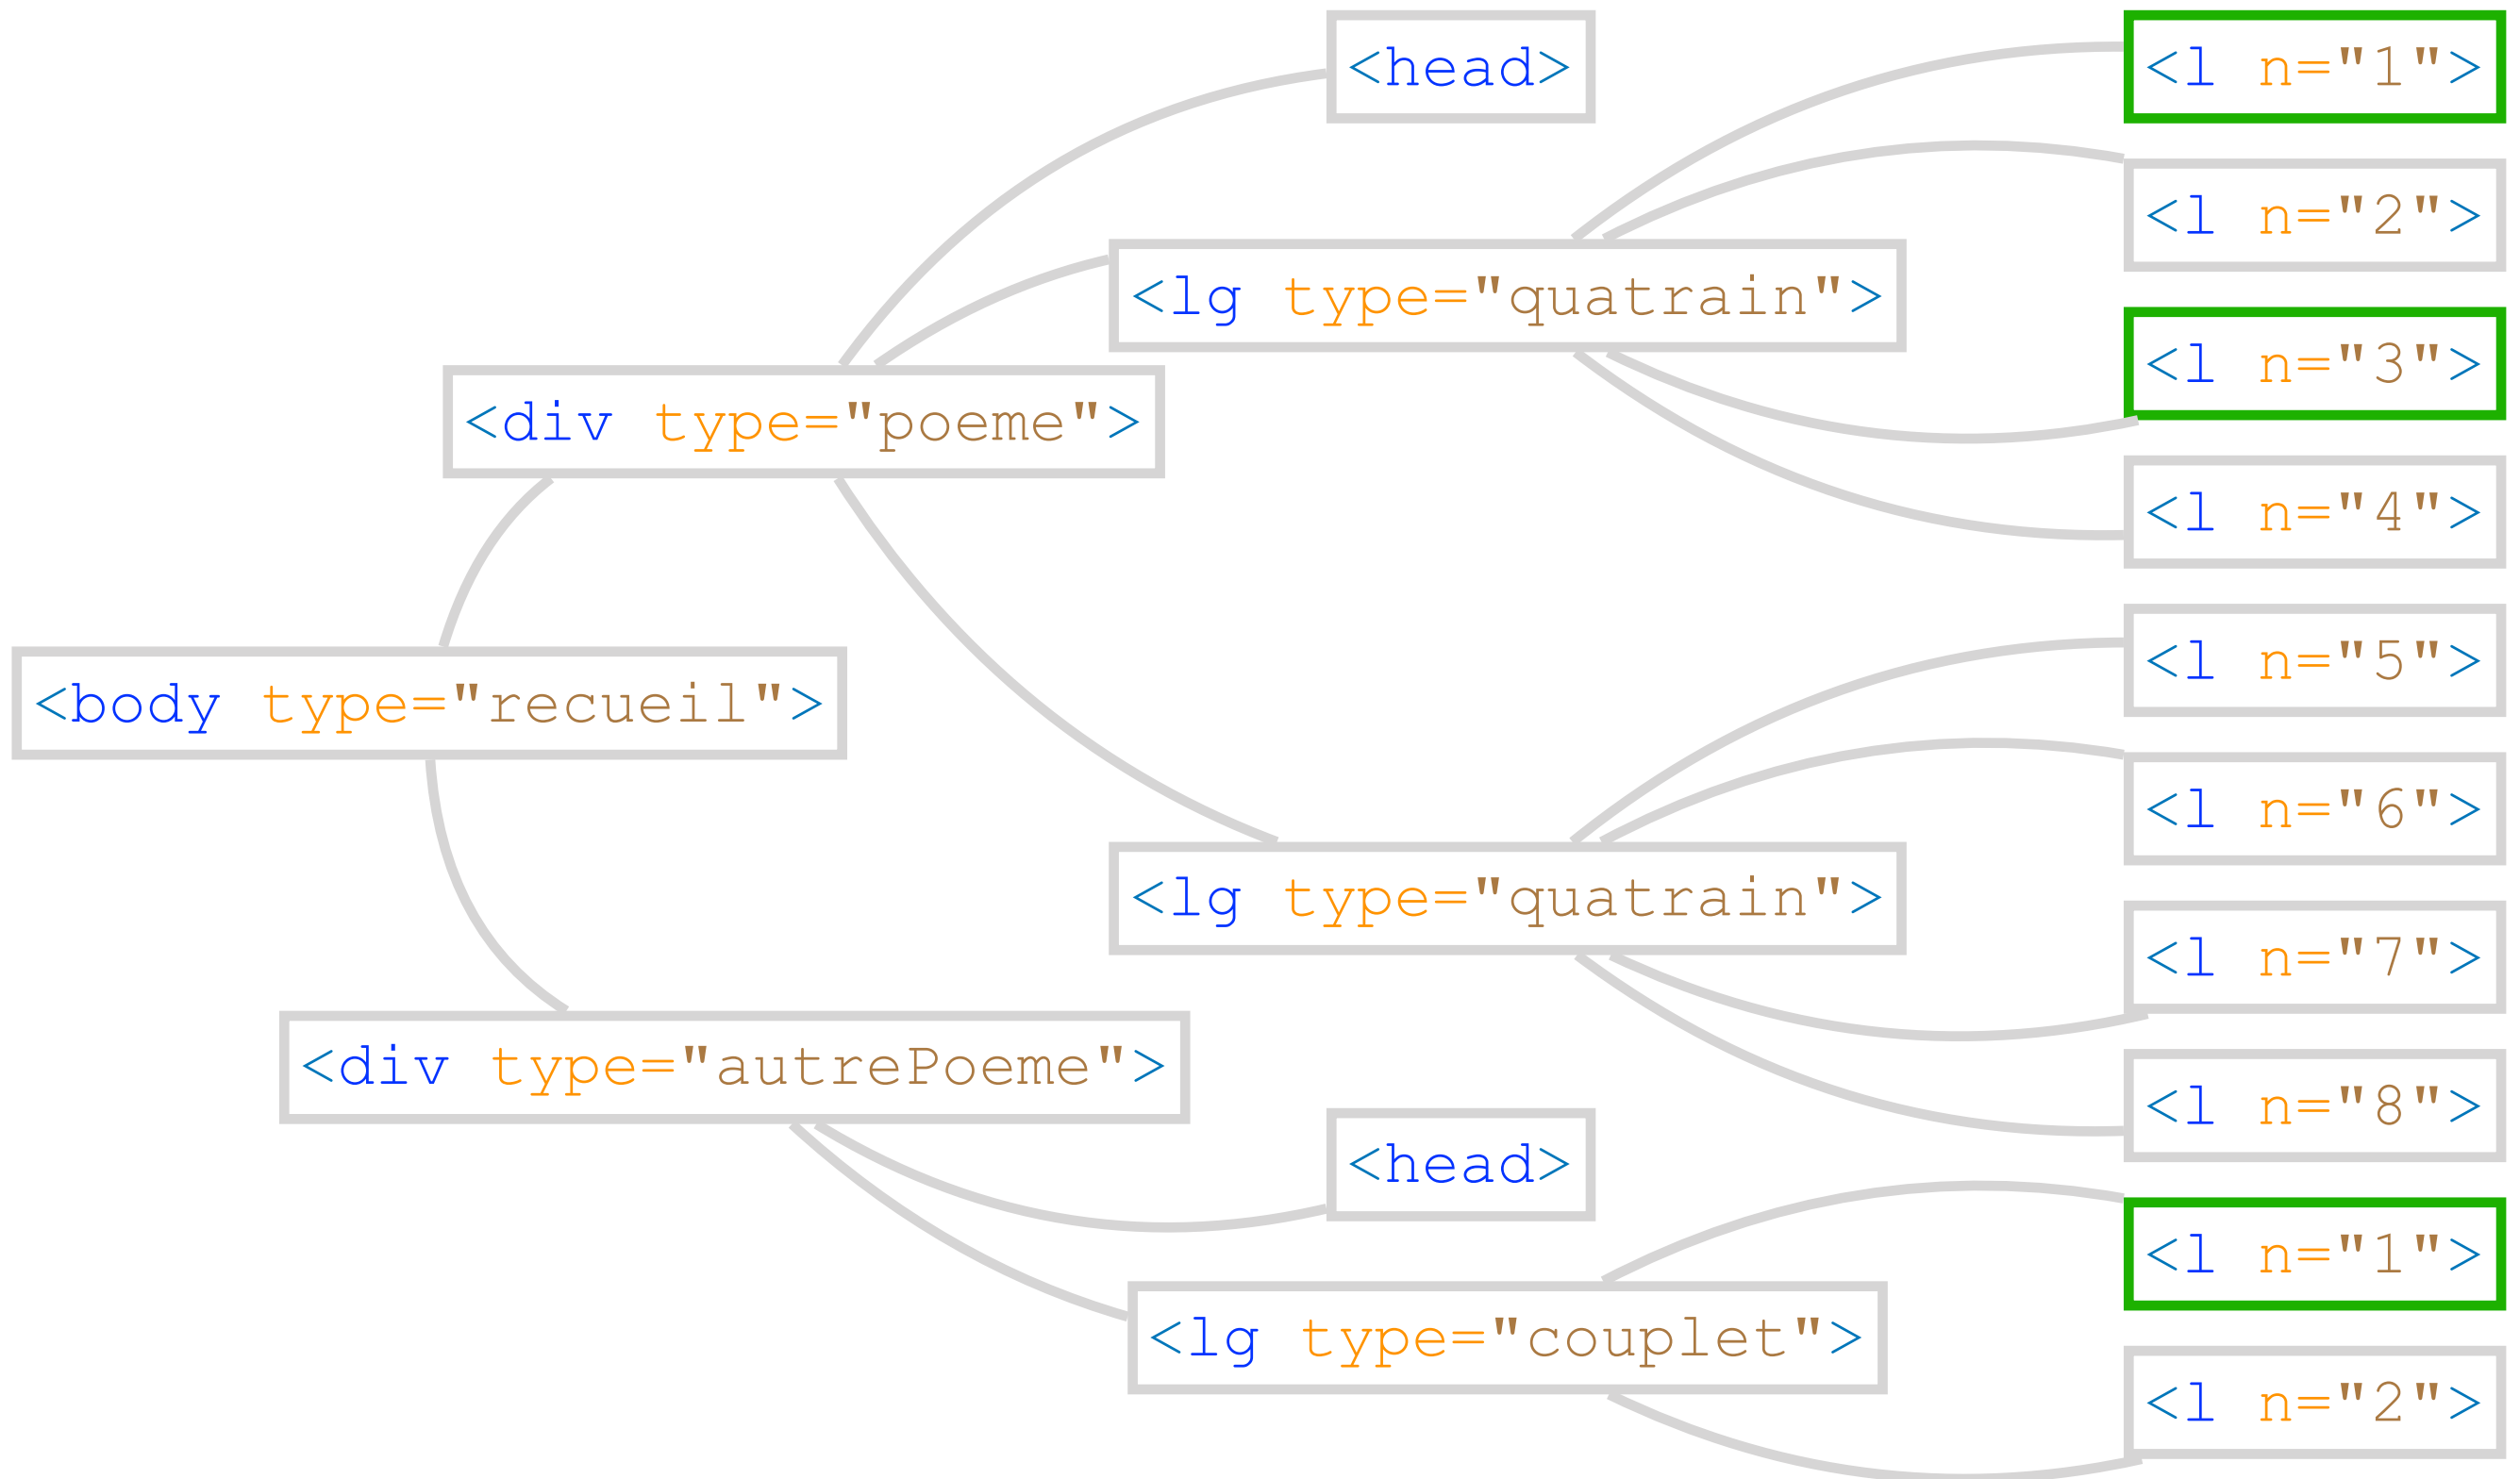 <head>
<l n="1">
<l n="2">
<lg type="quatrain">
<l n="3">
<div type="poeme">
<l n="4">
<l n="5">
<body type="recueil">
<l n="6">
<lg type="quatrain">
<l n="7">
<div type="autrePoeme">
<l n="8">
<head>
<l n="1">
<lg type="couplet">
<l n="2">